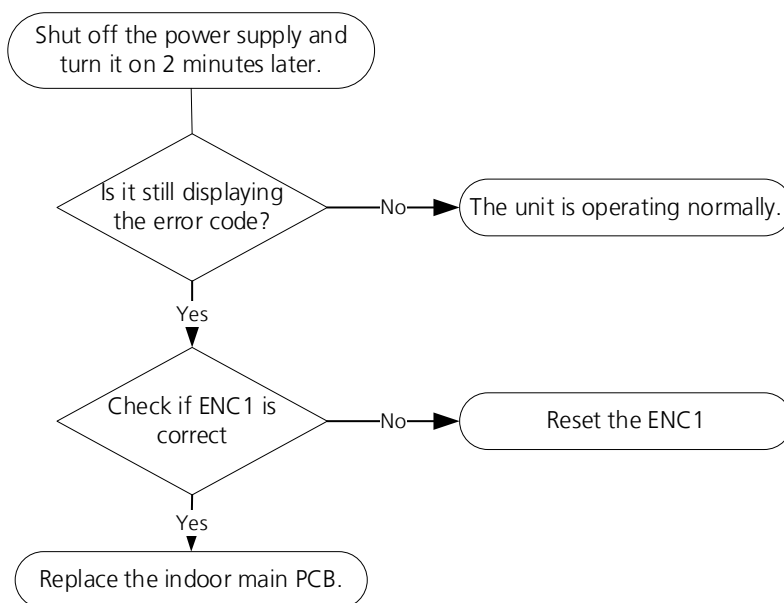 Shut off the power supply and
turn it on 2 minutes later.
Is it still displaying
the error code?
No
The unit is operating normally.
Yes
Check if ENC1 is
correct
No
Reset the ENC1
Yes
Replace the indoor main PCB.